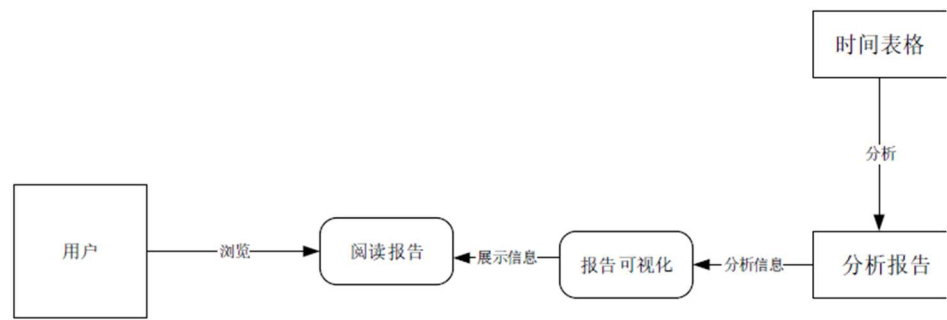 时间表格
分析
用户
浏览
阅读报告
展示信息
报告可视化
分析信息
分析报告